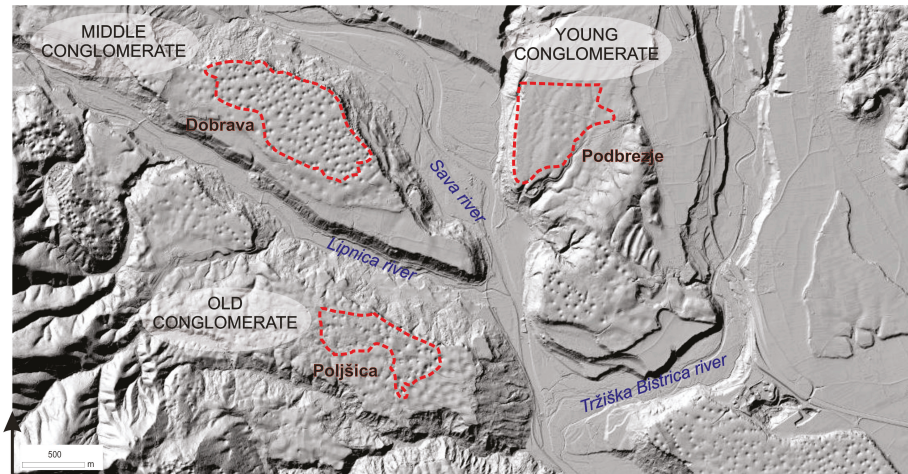 MIDDLE
CONGLOMERATE
YOUNG
CONGLOMERATE
Dobrava
Podbrezje
Sava river
Lipnica river
OLD
CONGLOMERATE
Poljšica
Tržiška Bistrica river
500
m